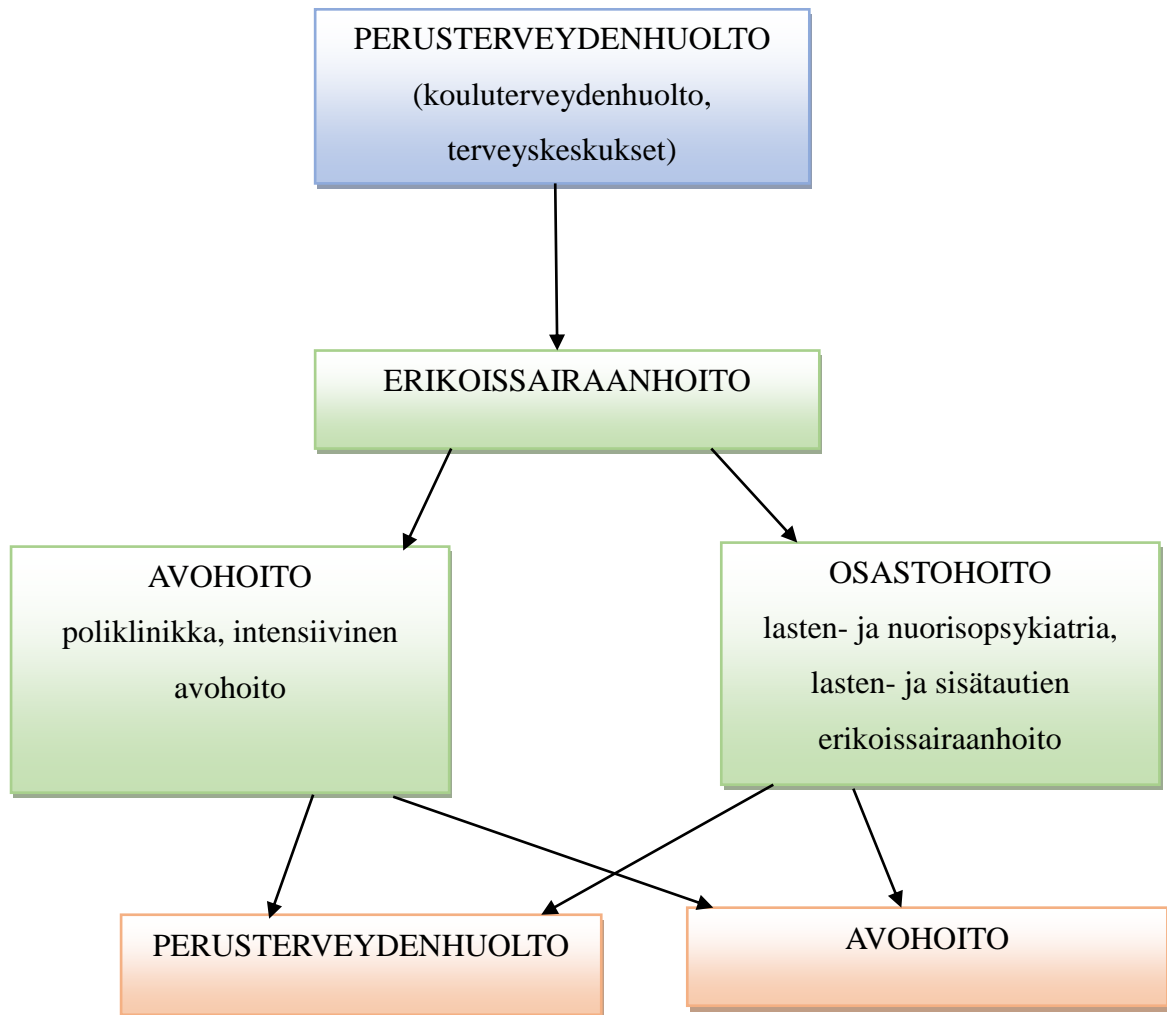 PERUSTERVEYDENHUOLTO
(kouluterveydenhuolto,
terveyskeskukset)
ERIKOISSAIRAANHOITO
AVOHOITO
poliklinikka, intensiivinen
avohoito
OSASTOHOITO
lasten- ja nuorisopsykiatria,
lasten- ja sisätautien
erikoissairaanhoito
PERUSTERVEYDENHUOLTO
AVOHOITO